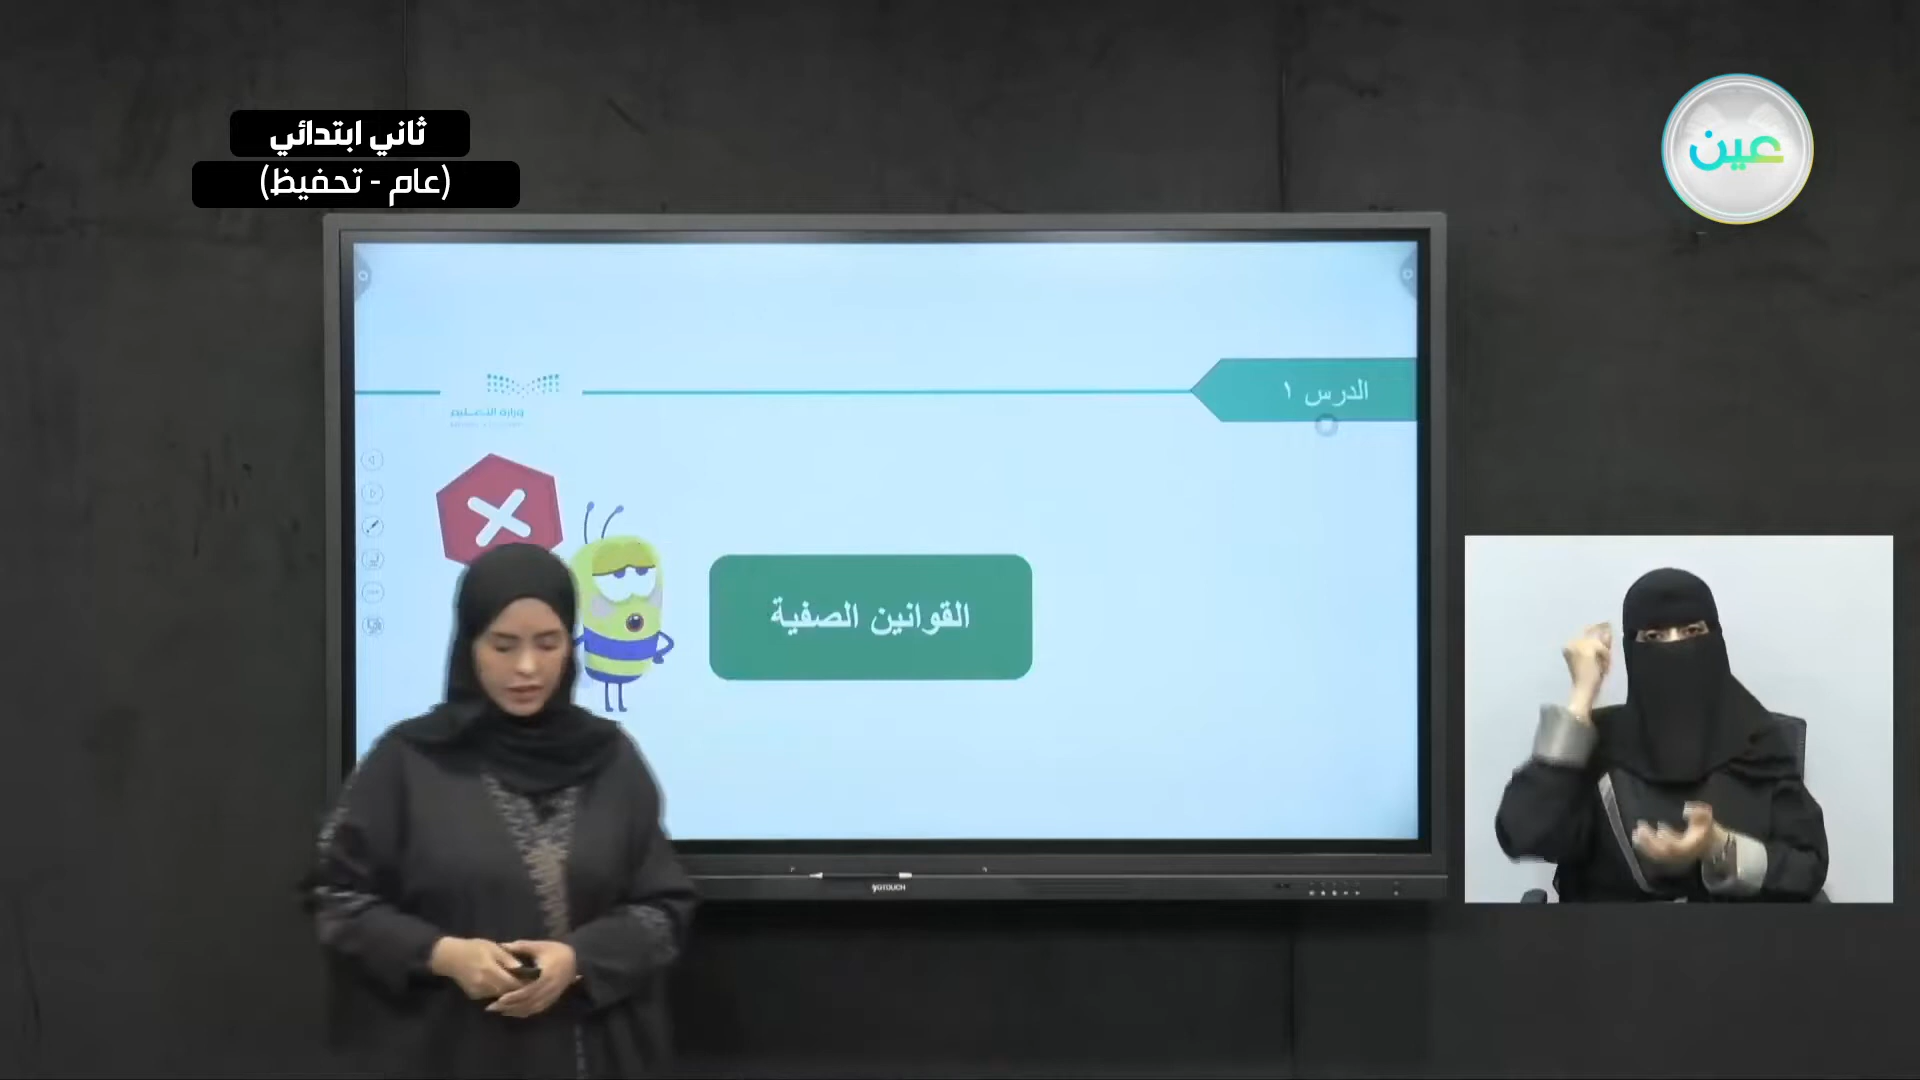 ثاني ابتدائي
(عام - تحفيظ)
عين
الدرس ١
وزارة التعليم
القوانين الصفية